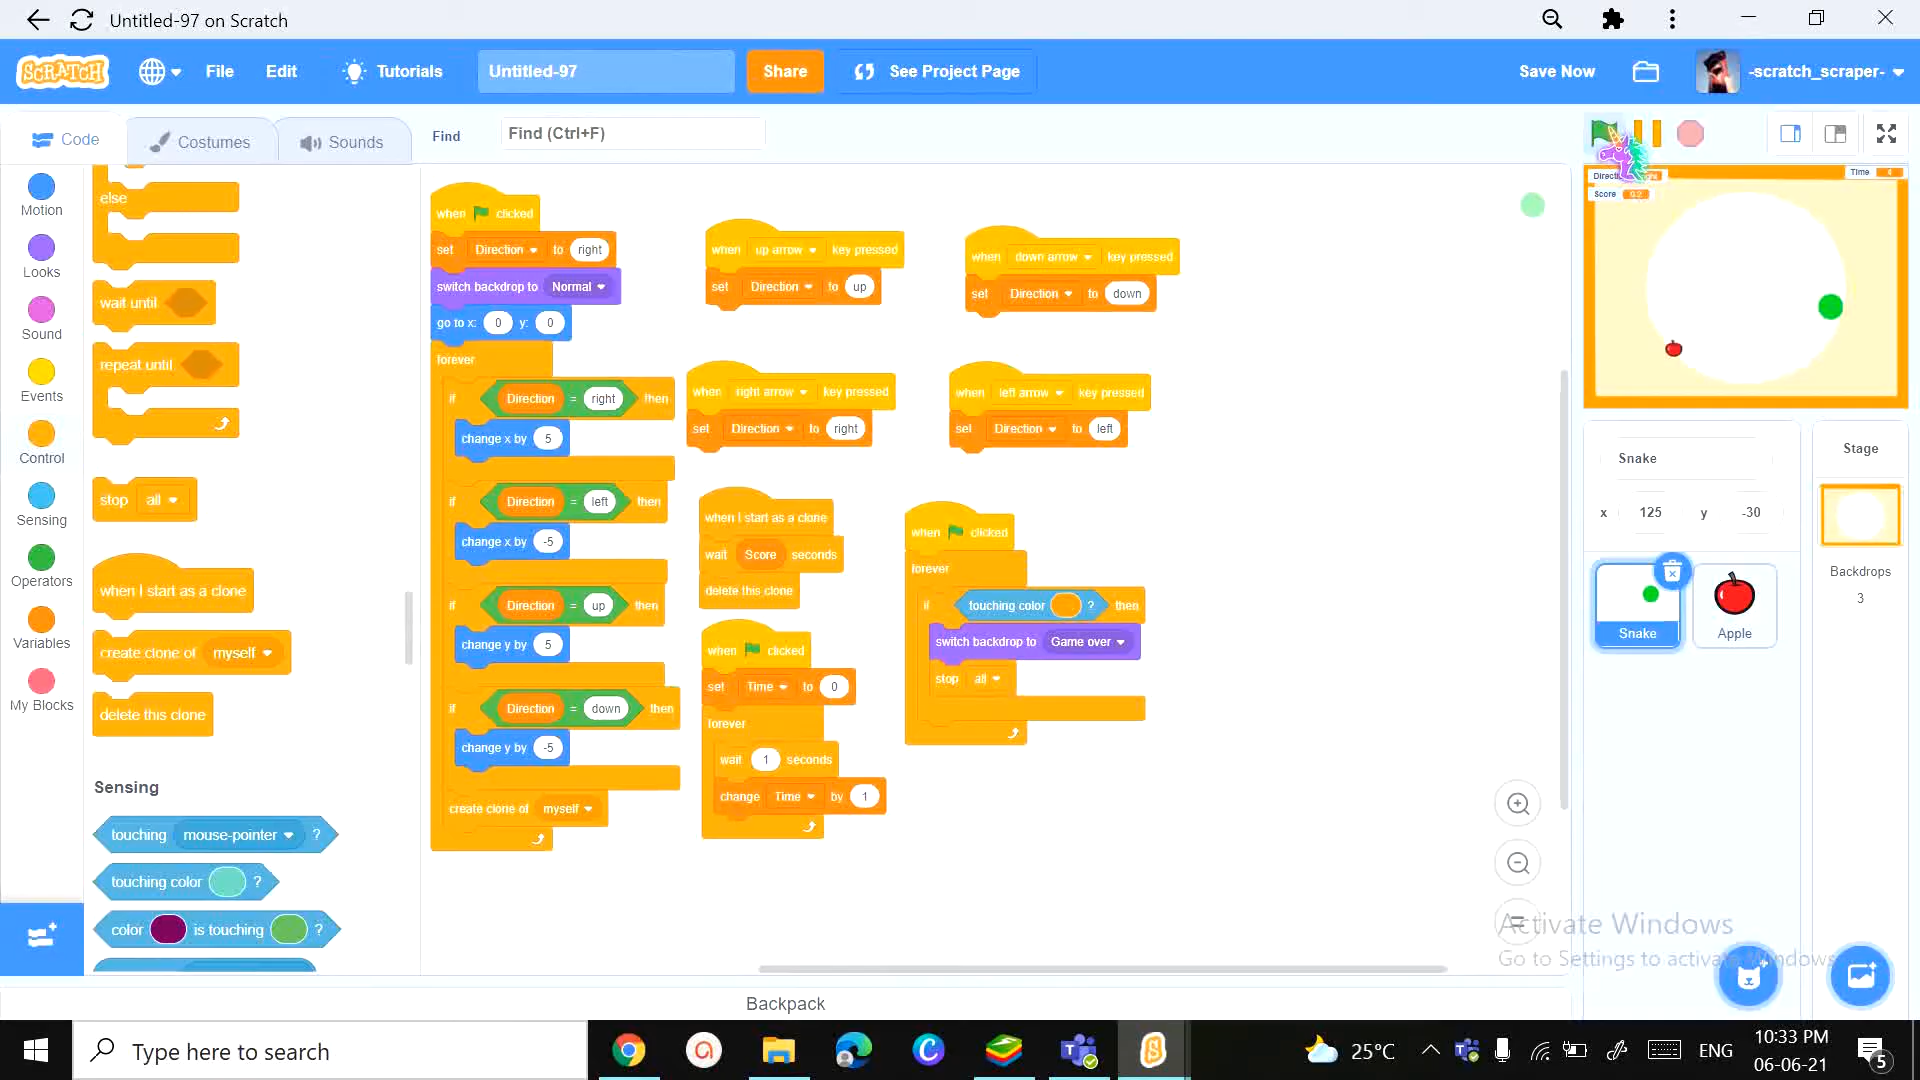 Untitled-97 on Scratch
SCRATCH
File
Edit
Tutorials
Untitled-97
Share
See Project Page
Save Now
-scratch_scraper-
Code
Costumes
Sounds
Find
Find (Ctrl+F)
Motion
Looks
Sound
Events
Control
Sensing
Operators
Variables
My Blocks
else
wait until
repeat until
stop all
when I start as a clone
create clone of myself
delete this clone
Sensing
touching mouse-pointer ?
touching color ?
color is touching ?
when clicked
set Direction to right
switch backdrop to Normal
go to x: 0 y: 0
forever
if Direction = right then
change x by 5
if Direction = left then
change x by -5
if Direction = up then
change y by 5
if Direction = down then
change y by -5
create clone of myself
when up arrow key pressed
set Direction to up
when down arrow key pressed
set Direction to down
when right arrow key pressed
set Direction to right
when left arrow key pressed
set Direction to left
when I start as a clone
wait Score seconds
delete this clone
when clicked
set Time to 0
forever
wait 1 seconds
change Time by 1
when clicked
forever
if touching color ? then
switch backdrop to Game over
stop all
Score 0.2
Time
Snake
x 125 y -30
Snake
Apple
Stage
Backdrops
3
Activate Windows
Go to Settings to activate Windows.
Backpack
Type here to search
25°C
ENG
10:33 PM
06-06-21
5